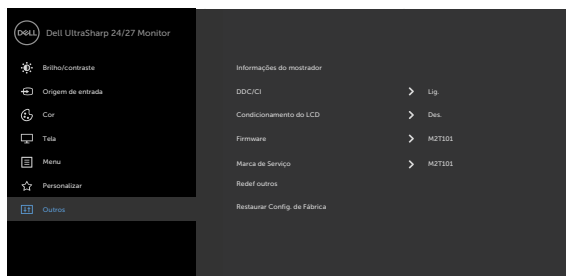 DELL Dell UltraSharp 24/27 Monitor
Brilho/contraste
Informações do mostrador
Origem de entrada
DDC/CI
Lig.
Cor
Condicionamento do LCD
Des.
Tela
Firmware
M2T101
Menu
Marca de Serviço
M2T101
Personalizar
Redef outros
Outros
Restaurar Config. de Fábrica